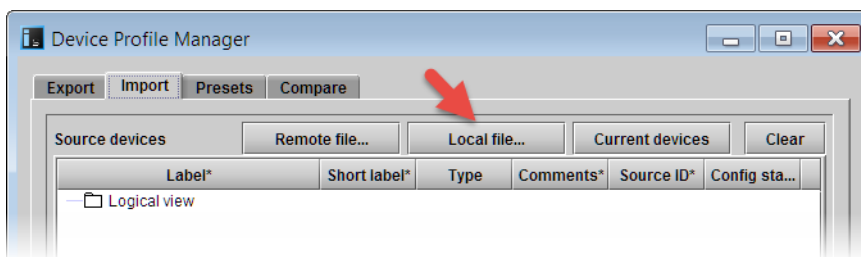 Device Profile Manager
Export Import Presets Compare
Source devices Remote file... Local file... Current devices Clear
Label* Short label* Type Comments* Source ID* Config sta...
Logical view